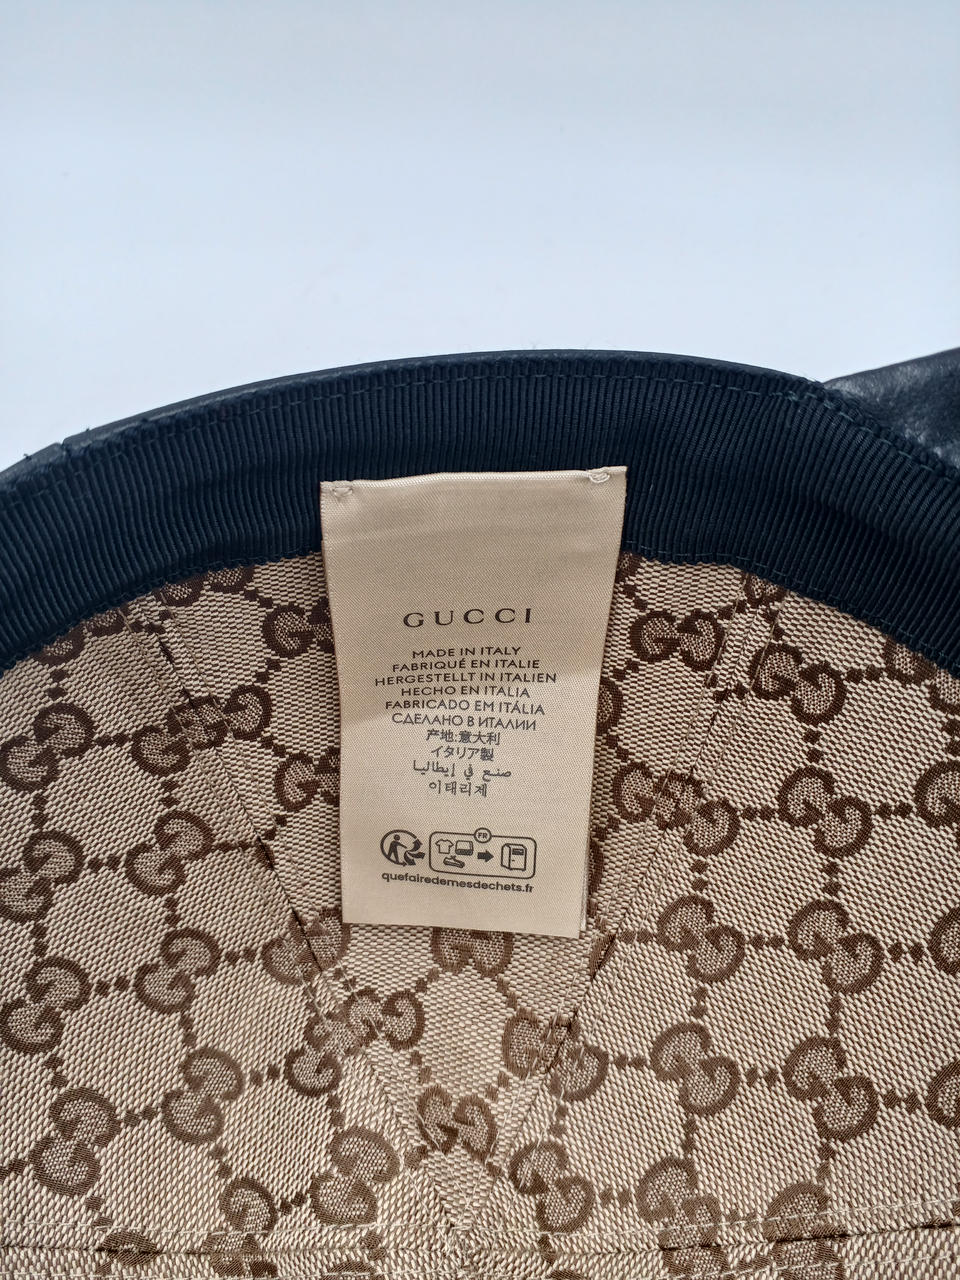 GUCCI
MADE IN ITALY
FABRIQUÉ EN ITALIE
HERGESTELLT IN ITALIEN
HECHO EN ITALIA
FABRICADO EM ITÁLIA
СДЕЛАНО В ИТАЛИИ
产地:意大利
イタリア製
صنع في إيطاليا
이태리제
FR
quefairedemesdechets.fr